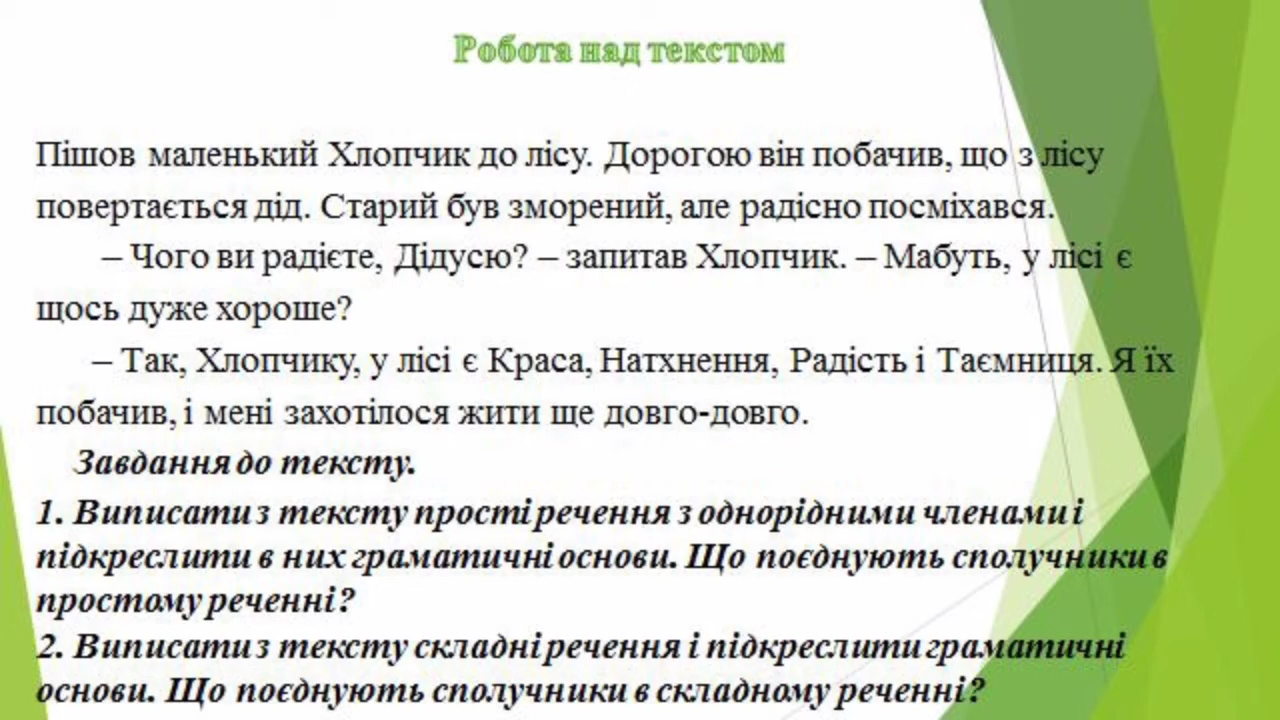 Робота над текстом
Пішов маленький Хлопчик до лісу. Дорогою він побачив, що з лісу
повертається дід. Старий був зморений, але радісно посміхався.
– Чого ви радієте, Дідусю? – запитав Хлопчик. – Мабуть, у лісі є
щось дуже хороше?
– Так, Хлопчику, у лісі є Краса, Натхнення, Радість і Таємниця. Я їх
побачив, і мені захотілося жити ще довго-довго.
Завдання до тексту.
1. Виписати з тексту прості речення з однорідними членами і
підкреслити в них граматичні основи. Що поєднують сполучники в
простому реченні?
2. Виписати з тексту складні речення і підкреслити граматичні
основи. Що поєднують сполучники в складному реченні?